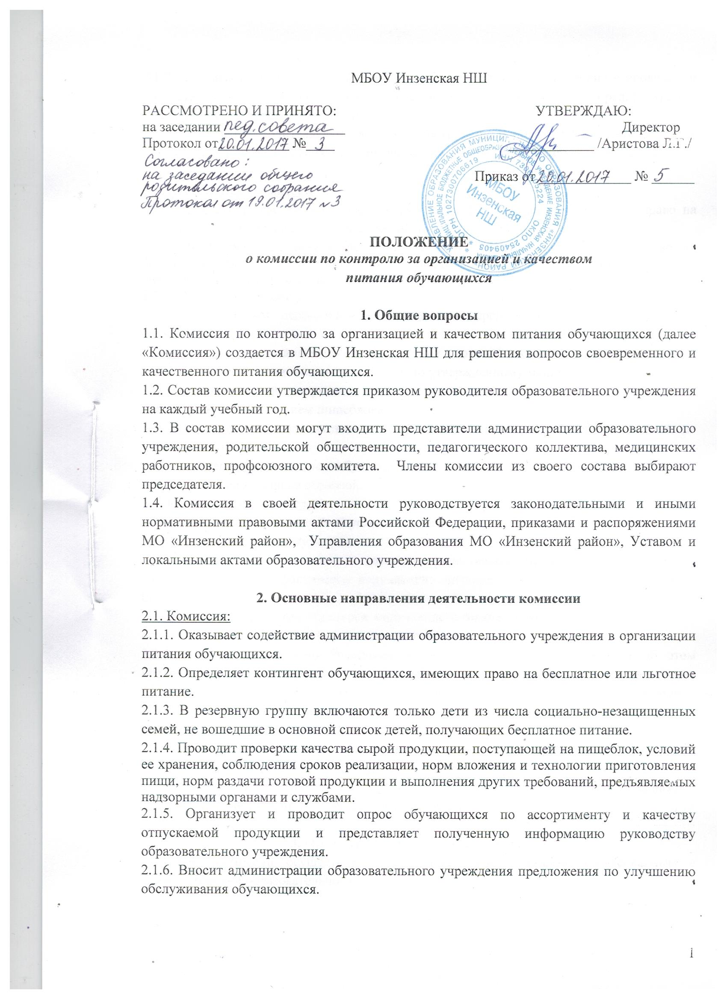 МБОУ Инзенская НШ
РАССМОТРЕНО И ПРИНЯТО:
на заседании пед.совета
Протокол от 20.01.2017 № 3
Согласовано:
на заседании общего
родительского собрания
Протокол от 19.01.2017 №3
УТВЕРЖДАЮ:
Директор
/Аристова Л.Г./
Приказ от 20.01.2017 № 5
МБОУ
Инзенская
НШ
ОГРН 1027300706619
ОКПО 25409405
ПОЛОЖЕНИЕ
о комиссии по контролю за организацией и качеством
питания обучающихся
1. Общие вопросы
1.1. Комиссия по контролю за организацией и качеством питания обучающихся (далее
«Комиссия») создается в МБОУ Инзенская НШ для решения вопросов своевременного и
качественного питания обучающихся.
1.2. Состав комиссии утверждается приказом руководителя образовательного учреждения
на каждый учебный год.
1.3. В состав комиссии могут входить представители администрации образовательного
учреждения, родительской общественности, педагогического коллектива, медицинских
работников, профсоюзного комитета. Члены комиссии из своего состава выбирают
председателя.
1.4. Комиссия в своей деятельности руководствуется законодательными и иными
нормативными правовыми актами Российской Федерации, приказами и распоряжениями
МО «Инзенский район», Управления образования МО «Инзенский район», Уставом и
локальными актами образовательного учреждения.
2. Основные направления деятельности комиссии
2.1. Комиссия:
2.1.1. Оказывает содействие администрации образовательного учреждения в организации
питания обучающихся.
2.1.2. Определяет контингент обучающихся, имеющих право на бесплатное или льготное
питание.
2.1.3. В резервную группу включаются только дети из числа социально-незащищенных
семей, не вошедшие в основной список детей, получающих бесплатное питание.
2.1.4. Проводит проверки качества сырой продукции, поступающей на пищеблок, условий
ее хранения, соблюдения сроков реализации, норм вложения и технологии приготовления
пищи, норм раздачи готовой продукции и выполнения других требований, предъявляемых
надзорными органами и службами.
2.1.5. Организует и проводит опрос обучающихся по ассортименту и качеству
отпускаемой продукции и представляет полученную информацию руководству
образовательного учреждения.
2.1.6. Вносит администрации образовательного учреждения предложения по улучшению
обслуживания обучающихся.
1